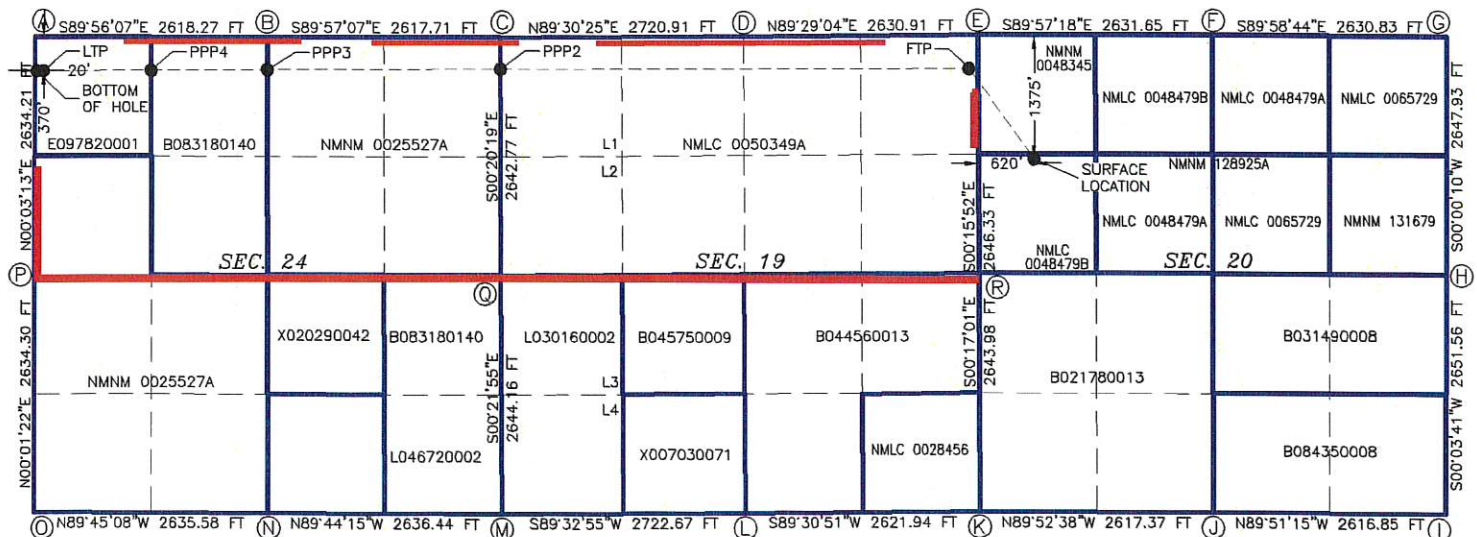 A B C D E F G
S89°56'07"E 2618.27 FT
S89°57'07"E 2617.71 FT
N89°30'25"E 2720.91 FT
N89°29'04"E 2630.91 FT
S89°57'18"E 2631.65 FT
S89°58'44"E 2630.83 FT
LTP
PPP4
PPP3
PPP2
FTP
20'
BOTTOM
OF HOLE
370'
NMNM
0048345
1375'
NMLC 0048479B
NMLC 0048479A
NMLC 0065729
N00°03'13"E 2634.21 FT
E097820001
B083180140
NMNM 0025527A
S00°20'19"E
2642.77 FT
L1
L2
NMLC 0050349A
620'
SURFACE
LOCATION
NMNM 128925A
S00°15'52"E
2646.33 FT
NMLC
0048479B
NMLC 0048479A
NMLC 0065729
NMNM 131679
S00°00'10"W 2647.93 FT
SEC. 24
SEC. 19
SEC. 20
P Q R H
N00°01'22"E 2634.30 FT
NMNM 0025527A
X020290042
B083180140
L030160002
B045750009
B044560013
S00°17'01"E
2643.98 FT
B021780013
B031490008
S00°21'55"E
2644.16 FT
L3
L4
L046720002
X007030071
NMLC 0028456
B084350008
S00°03'41"W 2651.56 FT
O N M L K J I
N89°45'08"W 2635.58 FT
N89°44'15"W 2636.44 FT
S89°32'55"W 2722.67 FT
S89°30'51"W 2621.94 FT
N89°52'38"W 2617.37 FT
N89°51'15"W 2616.85 FT